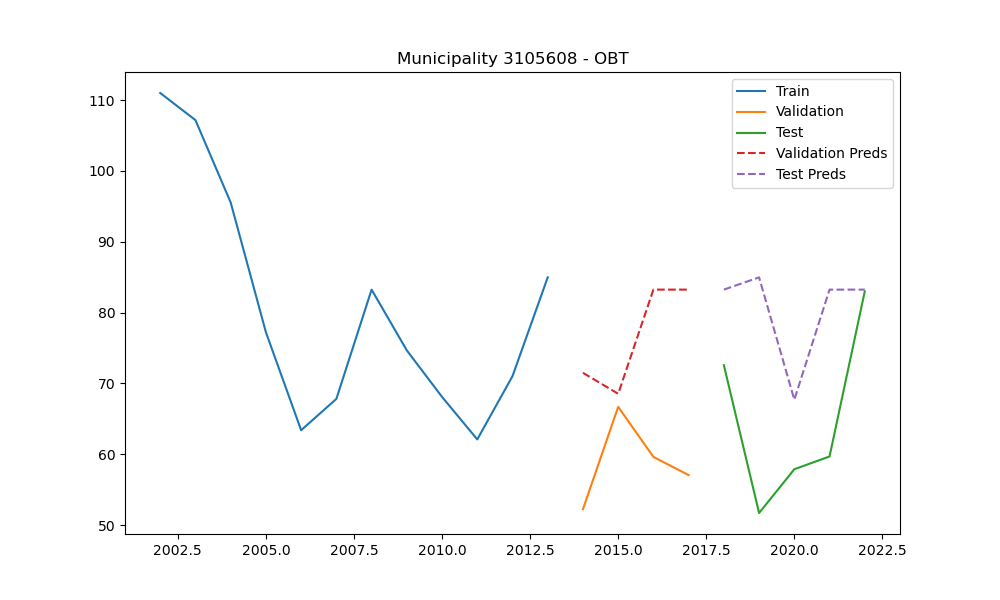 Municipality 3105608 - OBT
110
100
90
80
70
60
50
2002.5 2005.0 2007.5 2010.0 2012.5 2015.0 2017.5 2020.0 2022.5
Train
Validation
Test
Validation Preds
Test Preds